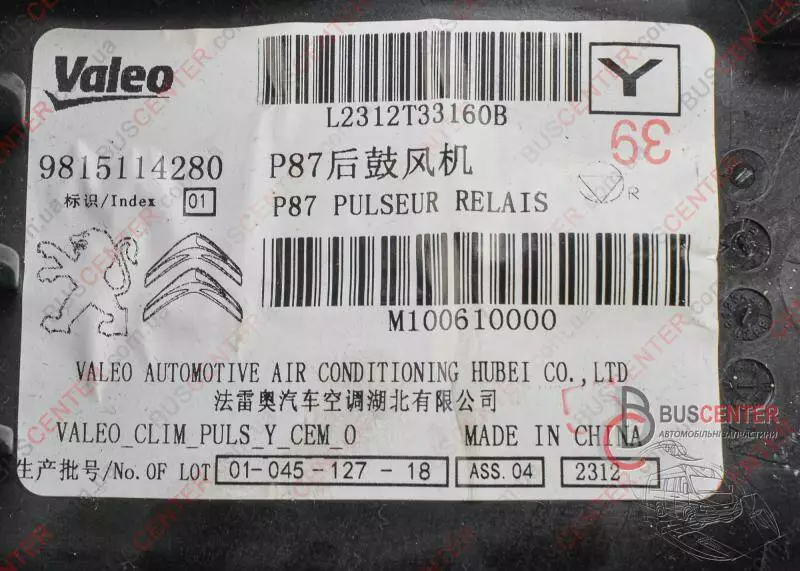 Valeo
L2312T33160B
Y
39
9815114280
P87后鼓风机
标识/Index 01
P87 PULSEUR RELAIS
R
M100610000
VALEO AUTOMOTIVE AIR CONDITIONING HUBEI CO.,LTD
法雷奥汽车空调湖北有限公司
VALEO_CLIM_PULS_Y_CEM_O
MADE IN CHINA
生产批号/No.OF LOT 01-045-127-18 ASS.04 2312
BUSCENTER
АВТОМОБІЛЬНІ ЗАПЧАСТИНИ